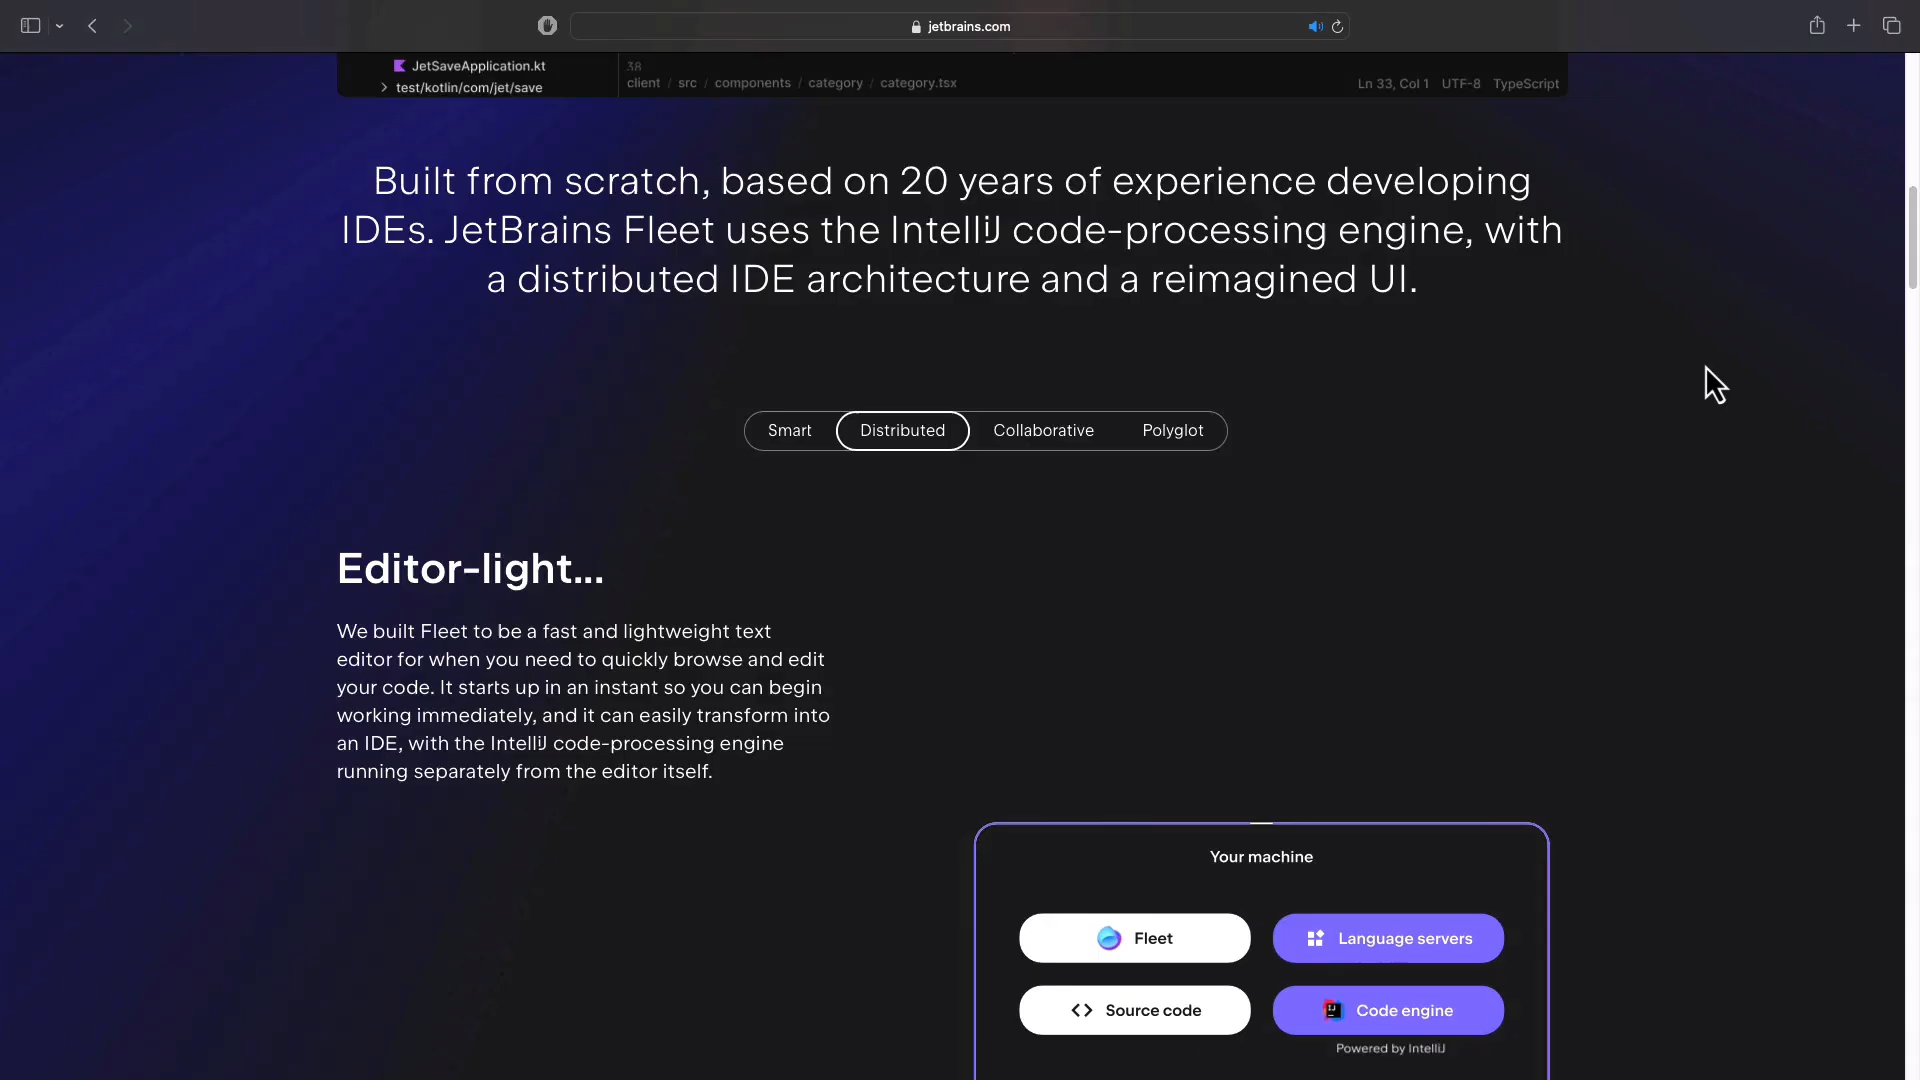 jetbrains.com
JetSaveApplication.kt
38
test/kotlin/com/jet/save
client / src / components / category / category.tsx
Ln 33, Col 1 UTF-8 TypeScript
Built from scratch, based on 20 years of experience developing
IDEs. JetBrains Fleet uses the IntelliJ code-processing engine, with
a distributed IDE architecture and a reimagined UI.
Smart Distributed Collaborative Polyglot
Editor-light...
We built Fleet to be a fast and lightweight text
editor for when you need to quickly browse and edit
your code. It starts up in an instant so you can begin
working immediately, and it can easily transform into
an IDE, with the IntelliJ code-processing engine
running separately from the editor itself.
Your machine
Fleet
Language servers
Source code
Code engine
Powered by IntelliJ